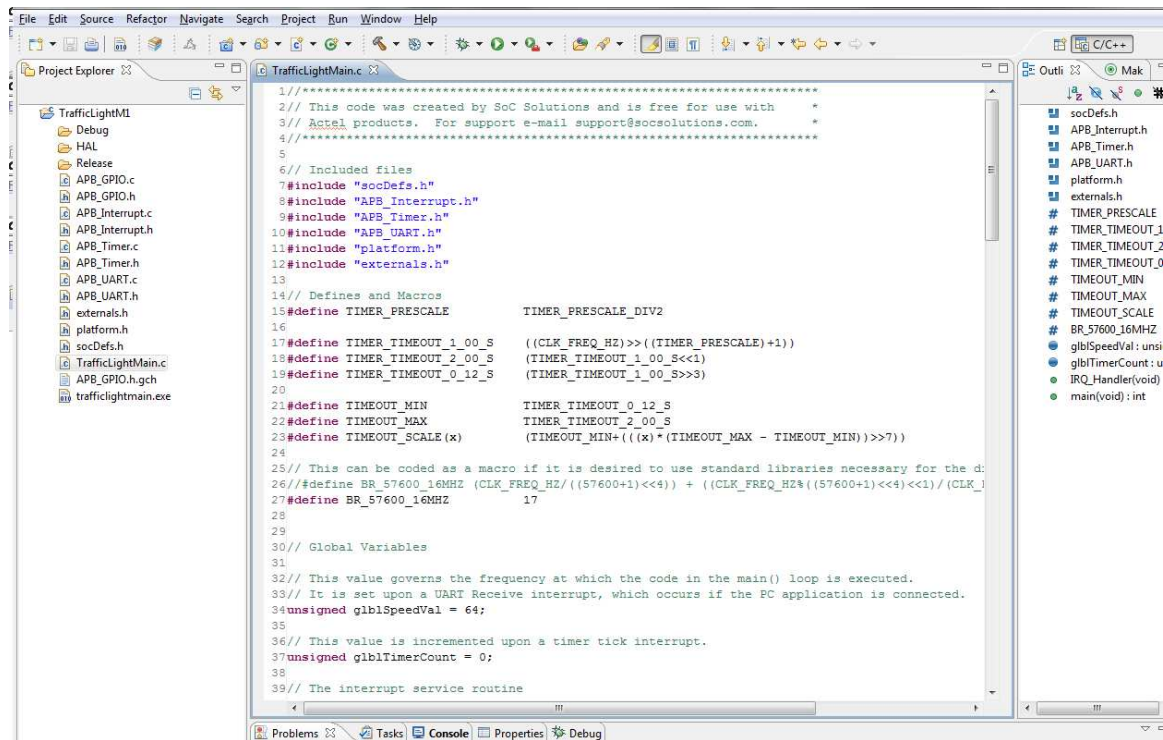 File Edit Source Refactor Navigate Search Project Run Window Help
C/C++
Project Explorer
TrafficLightM1
Debug
HAL
Release
APB_GPIO.c
APB_GPIO.h
APB_Interrupt.c
APB_Interrupt.h
APB_Timer.c
APB_Timer.h
APB_UART.c
APB_UART.h
externals.h
platform.h
socDefs.h
TrafficLightMain.c
APB_GPIO.h.gch
trafficlightmain.exe
TrafficLightMain.c
1//***************************************************************************
2// This code was created by SoC Solutions and is free for use with *
3// Actel products. For support e-mail support@socsolutions.com. *
4//***************************************************************************
5
6// Included files
7#include "socDefs.h"
8#include "APB_Interrupt.h"
9#include "APB_Timer.h"
10#include "APB_UART.h"
11#include "platform.h"
12#include "externals.h"
13
14// Defines and Macros
15#define TIMER_PRESCALE TIMER_PRESCALE_DIV2
16
17#define TIMER_TIMEOUT_1_00_S ((CLK_FREQ_HZ)>>((TIMER_PRESCALE)+1))
18#define TIMER_TIMEOUT_2_00_S (TIMER_TIMEOUT_1_00_S<<1)
19#define TIMER_TIMEOUT_0_12_S (TIMER_TIMEOUT_1_00_S>>3)
20
21#define TIMEOUT_MIN TIMER_TIMEOUT_0_12_S
22#define TIMEOUT_MAX TIMER_TIMEOUT_2_00_S
23#define TIMEOUT_SCALE(x) (TIMEOUT_MIN+(((x)*(TIMEOUT_MAX - TIMEOUT_MIN))>>7))
24
25// This can be coded as a macro if it is desired to use standard libraries necessary for the di
26//#define BR_57600_16MHZ (CLK_FREQ_HZ/((57600+1)<<4)) + ((CLK_FREQ_HZ%((57600+1)<<4)<<1)/(CLK_
27#define BR_57600_16MHZ 17
28
29
30// Global Variables
31
32// This value governs the frequency at which the code in the main() loop is executed.
33// It is set upon a UART Receive interrupt, which occurs if the PC application is connected.
34unsigned glblSpeedVal = 64;
35
36// This value is incremented upon a timer tick interrupt.
37unsigned glblTimerCount = 0;
38
39// The interrupt service routine
Outli Mak
socDefs.h
APB_Interrupt.h
APB_Timer.h
APB_UART.h
platform.h
externals.h
# TIMER_PRESCALE
# TIMER_TIMEOUT_1
# TIMER_TIMEOUT_2
# TIMER_TIMEOUT_0
# TIMEOUT_MIN
# TIMEOUT_MAX
# TIMEOUT_SCALE
# BR_57600_16MHZ
glblSpeedVal : unsi
glblTimerCount : u
IRQ_Handler(void)
main(void) : int
Problems Tasks Console Properties Debug